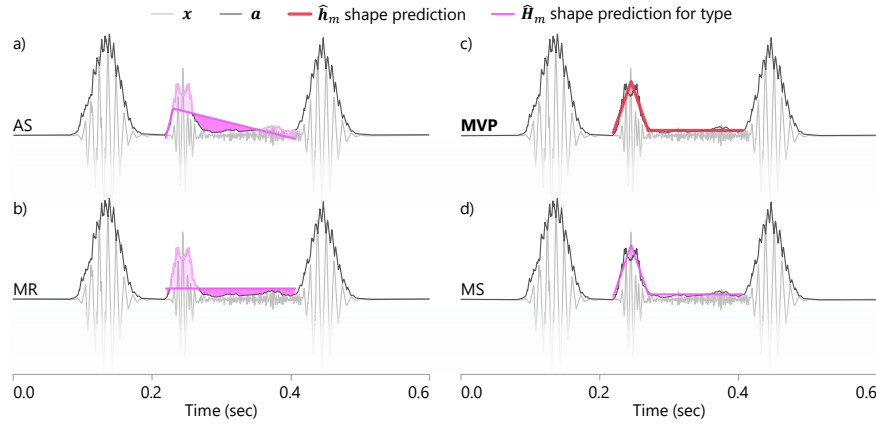 x a ĥₘ shape prediction Ĥₘ shape prediction for type
a) c)
AS MVP
b) d)
MR MS
0.0 0.2 0.4 0.6 0.0 0.2 0.4 0.6
Time (sec) Time (sec)